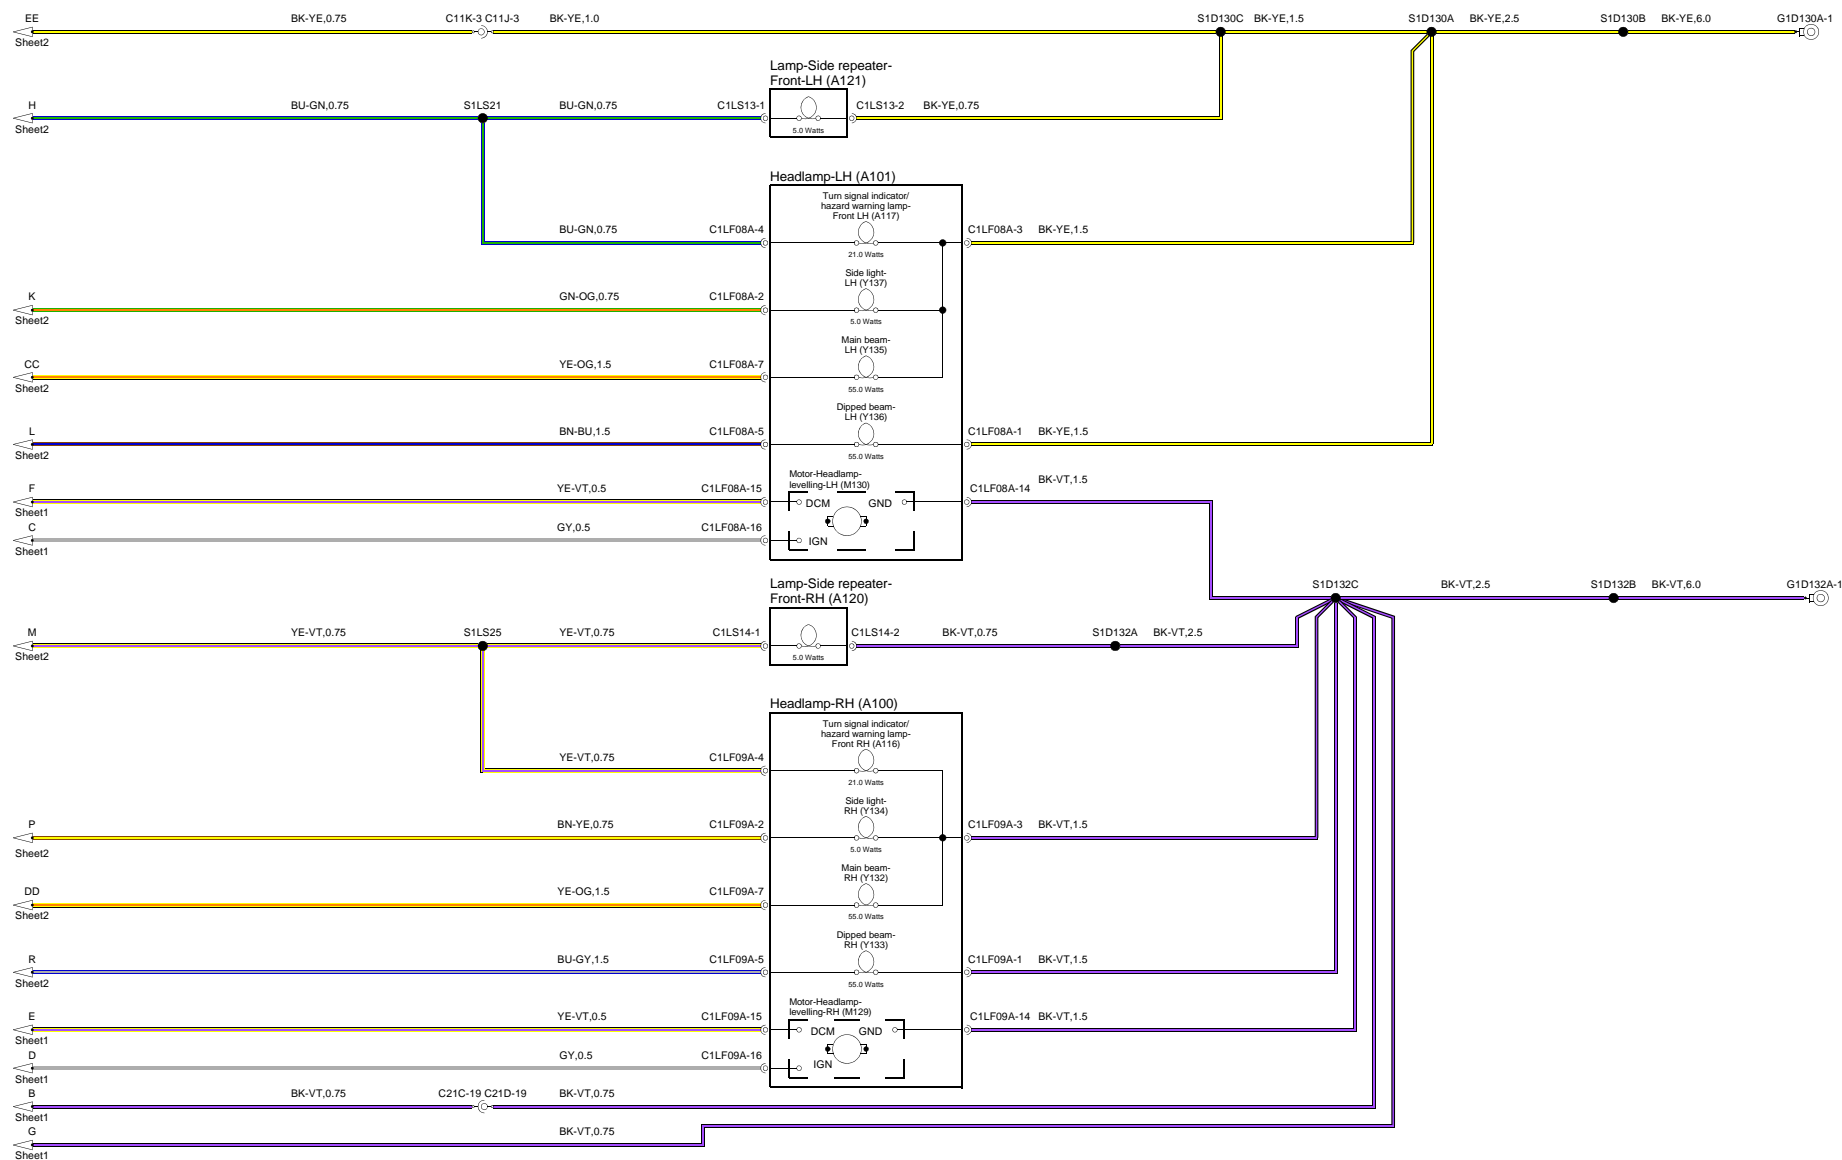 EE BK-YE,0.75 C11K-3 C11J-3 BK-YE,1.0 S1D130C BK-YE,1.5 S1D130A BK-YE,2.5 S1D130B BK-YE,6.0 G1D130A-1
Sheet2
Lamp-Side repeater-
Front-LH (A121)
H BU-GN,0.75 S1LS21 BU-GN,0.75 C1LS13-1 C1LS13-2 BK-YE,0.75
Sheet2
5.0 Watts
Headlamp-LH (A101)
Turn signal indicator/
hazard warning lamp-
Front LH (A117)
BU-GN,0.75 C1LF08A-4 C1LF08A-3 BK-YE,1.5
21.0 Watts
Side light-
LH (Y137)
K GN-OG,0.75 C1LF08A-2
Sheet2
5.0 Watts
Main beam-
LH (Y135)
CC YE-OG,1.5 C1LF08A-7
Sheet2
55.0 Watts
Dipped beam-
LH (Y136)
L BN-BU,1.5 C1LF08A-5 C1LF08A-1 BK-YE,1.5
Sheet2
55.0 Watts
Motor-Headlamp-
levelling-LH (M130)
BK-VT,1.5
F YE-VT,0.5 C1LF08A-15 C1LF08A-14
DCM GND
Sheet1
C GY,0.5 C1LF08A-16
IGN
Sheet1
Lamp-Side repeater-
Front-RH (A120)
S1D132C BK-VT,2.5 S1D132B BK-VT,6.0 G1D132A-1
M YE-VT,0.75 S1LS25 YE-VT,0.75 C1LS14-1 C1LS14-2 BK-VT,0.75 S1D132A BK-VT,2.5
Sheet2
5.0 Watts
Headlamp-RH (A100)
Turn signal indicator/
hazard warning lamp-
Front RH (A116)
YE-VT,0.75 C1LF09A-4
21.0 Watts
Side light-
RH (Y134)
P BN-YE,0.75 C1LF09A-2 C1LF09A-3 BK-VT,1.5
Sheet2
5.0 Watts
Main beam-
RH (Y132)
DD YE-OG,1.5 C1LF09A-7
Sheet2
55.0 Watts
Dipped beam-
RH (Y133)
R BU-GY,1.5 C1LF09A-5 C1LF09A-1 BK-VT,1.5
Sheet2
55.0 Watts
Motor-Headlamp-
levelling-RH (M129)
E YE-VT,0.5 C1LF09A-15 C1LF09A-14 BK-VT,1.5
DCM GND
Sheet1
D GY,0.5 C1LF09A-16
IGN
Sheet1
B BK-VT,0.75 C21C-19 C21D-19 BK-VT,0.75
Sheet1
G BK-VT,0.75
Sheet1